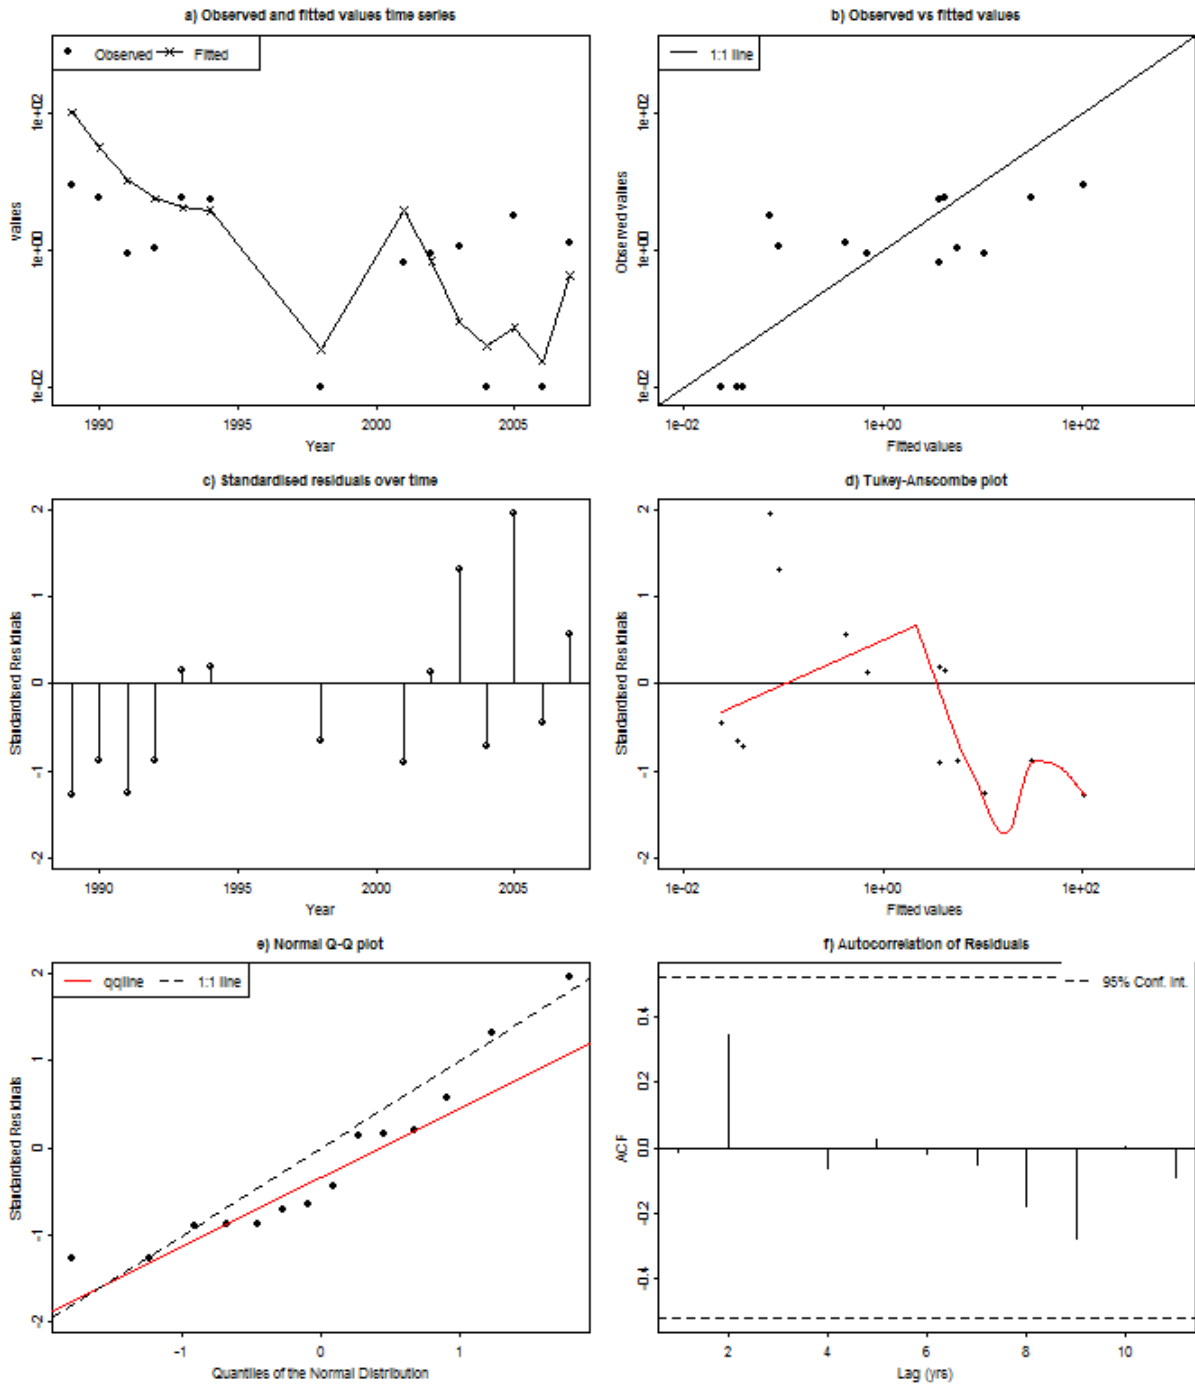 a) Observed and fitted values time series
Observed Fitted
values
1e-02 1e+00 1e+02
1990 1995 2000 2005
Year
b) Observed vs fitted values
1:1 line
Observed values
1e-02 1e+00 1e+02
1e-02 1e+00 1e+02
Fitted values
c) Standardised residuals over time
Standardised Residuals
-2 -1 0 1 2
1990 1995 2000 2005
Year
d) Tukey-Anscombe plot
Standardised Residuals
-2 -1 0 1 2
1e-02 1e+00 1e+02
Fitted values
e) Normal Q-Q plot
qqline 1:1 line
Standardised Residuals
-2 -1 0 1 2
-1 0 1
Quantiles of the Normal Distribution
f) Autocorrelation of Residuals
95% Conf. Int.
ACF
-0.4 -0.2 0.0 0.2 0.4
2 4 6 8 10
Lag (yrs)